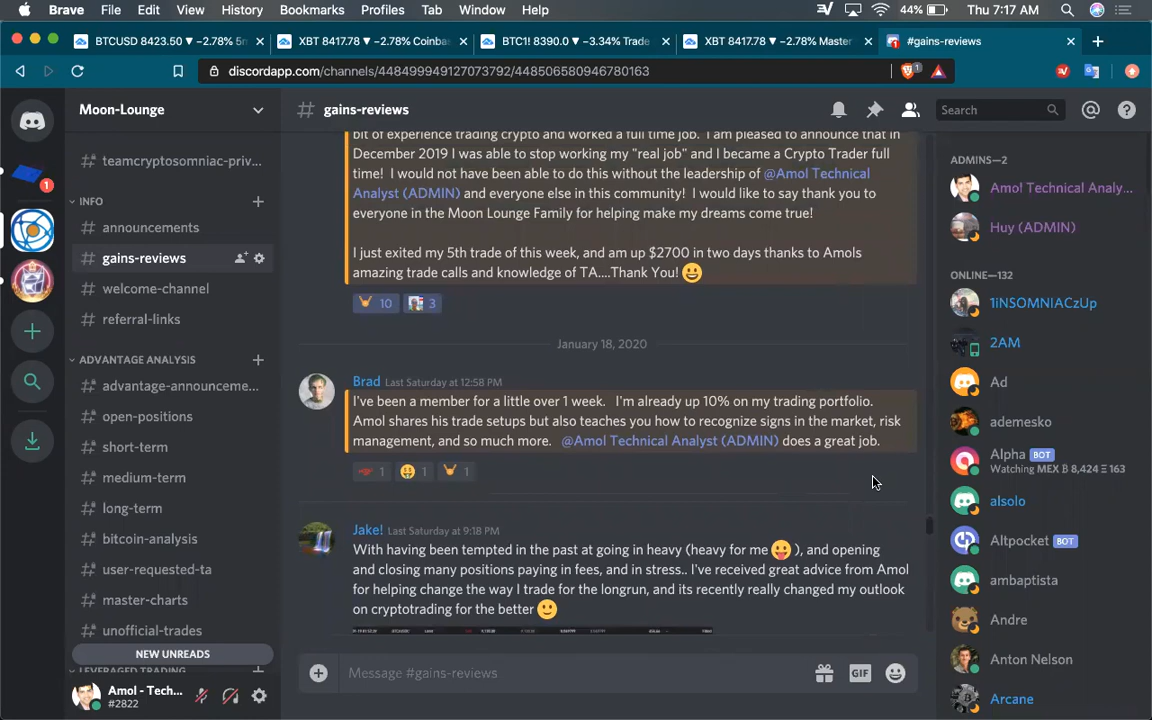 Brave File Edit View History Bookmarks Profiles Tab Window Help 44% Thu 7:17 AM
BTCUSD 8423.50 ▼ −2.78% 5m
XBT 8417.78 ▼ −2.78% Coinba
BTC1! 8390.0 ▼ −3.34% Trade
XBT 8417.78 ▼ −2.78% Master
#gains-reviews
discordapp.com/channels/448499949127073792/448506580946780163
1
Moon-Lounge
# gains-reviews
Search
teamcryptosomniac-priv...
INFO
announcements
gains-reviews
welcome-channel
referral-links
ADVANTAGE ANALYSIS
advantage-announceme...
open-positions
short-term
medium-term
long-term
bitcoin-analysis
user-requested-ta
master-charts
unofficial-trades
NEW UNREADS
LEVERAGED TRADING
Amol - Tech...
#2822
1
bit of experience trading crypto and worked a full time job. I am pleased to announce that in
December 2019 I was able to stop working my "real job" and I became a Crypto Trader full
time! I would not have been able to do this without the leadership of @Amol Technical
Analyst (ADMIN) and everyone else in this community! I would like to say thank you to
everyone in the Moon Lounge Family for helping make my dreams come true!
I just exited my 5th trade of this week, and am up $2700 in two days thanks to Amols
amazing trade calls and knowledge of TA....Thank You! 😀
10 3
January 18, 2020
Brad Last Saturday at 12:58 PM
I've been a member for a little over 1 week. I'm already up 10% on my trading portfolio.
Amol shares his trade setups but also teaches you how to recognize signs in the market, risk
management, and so much more. @Amol Technical Analyst (ADMIN) does a great job.
1 1 1
Jake! Last Saturday at 9:18 PM
With having been tempted in the past at going in heavy (heavy for me 😛 ), and opening
and closing many positions paying in fees, and in stress.. I've received great advice from Amol
for helping change the way I trade for the longrun, and its recently really changed my outlook
on cryptotrading for the better 🙂
Message #gains-reviews
GIF
ADMINS—2
Amol Technical Analy...
Huy (ADMIN)
ONLINE—132
1iNSOMNIACzUp
2AM
Ad
ademesko
Alpha BOT
Watching MEX ₿ 8,424 Ξ 163
alsolo
Altpocket BOT
ambaptista
Andre
Anton Nelson
Arcane